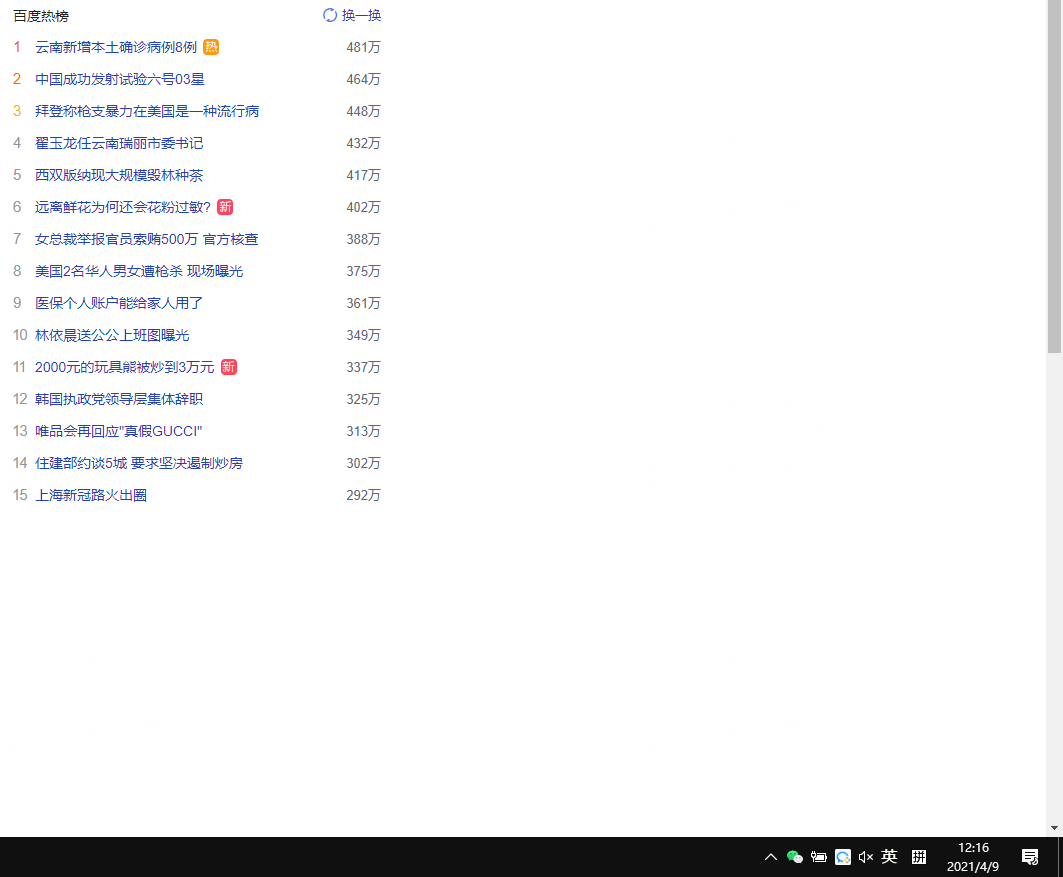 百度热榜 换一换
1 云南新增本土确诊病例8例 热 481万
2 中国成功发射试验六号03星 464万
3 拜登称枪支暴力在美国是一种流行病 448万
4 翟玉龙任云南瑞丽市委书记 432万
5 西双版纳现大规模毁林种茶 417万
6 远离鲜花为何还会花粉过敏? 新 402万
7 女总裁举报官员索贿500万 官方核查 388万
8 美国2名华人男女遭枪杀 现场曝光 375万
9 医保个人账户能给家人用了 361万
10 林依晨送公公上班图曝光 349万
11 2000元的玩具熊被炒到3万元 新 337万
12 韩国执政党领导层集体辞职 325万
13 唯品会再回应"真假GUCCI" 313万
14 住建部约谈5城 要求坚决遏制炒房 302万
15 上海新冠路火出圈 292万
英 拼 12:16
2021/4/9